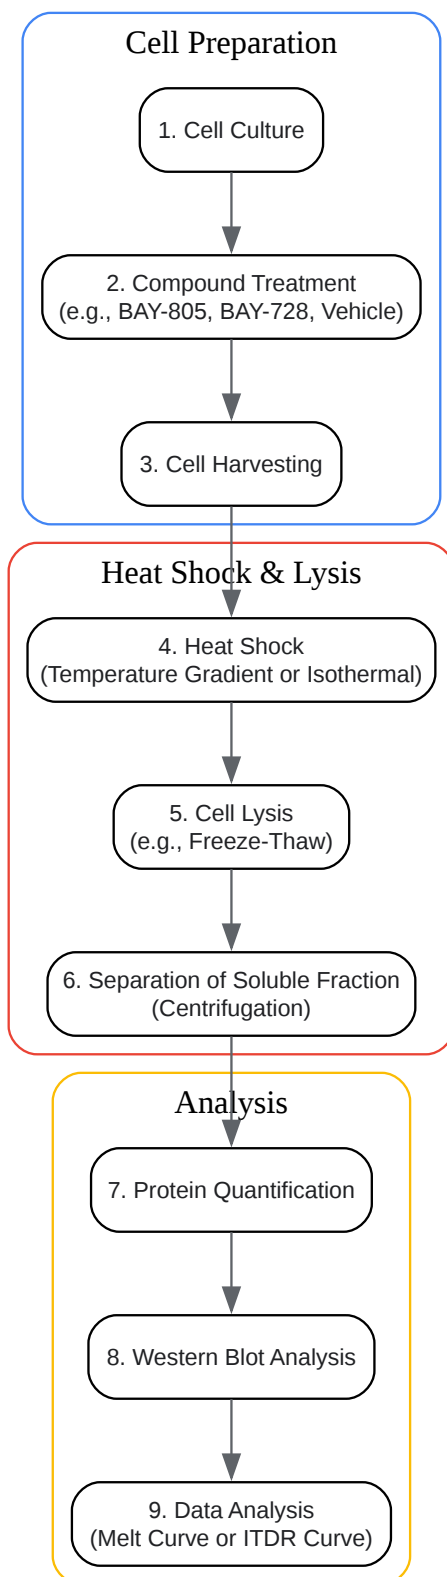 Cell Preparation
1. Cell Culture
2. Compound Treatment
(e.g., BAY-805, BAY-728, Vehicle)
3. Cell Harvesting
Heat Shock & Lysis
4. Heat Shock
(Temperature Gradient or Isothermal)
5. Cell Lysis
(e.g., Freeze-Thaw)
6. Separation of Soluble Fraction
(Centrifugation)
Analysis
7. Protein Quantification
8. Western Blot Analysis
9. Data Analysis
(Melt Curve or ITDR Curve)